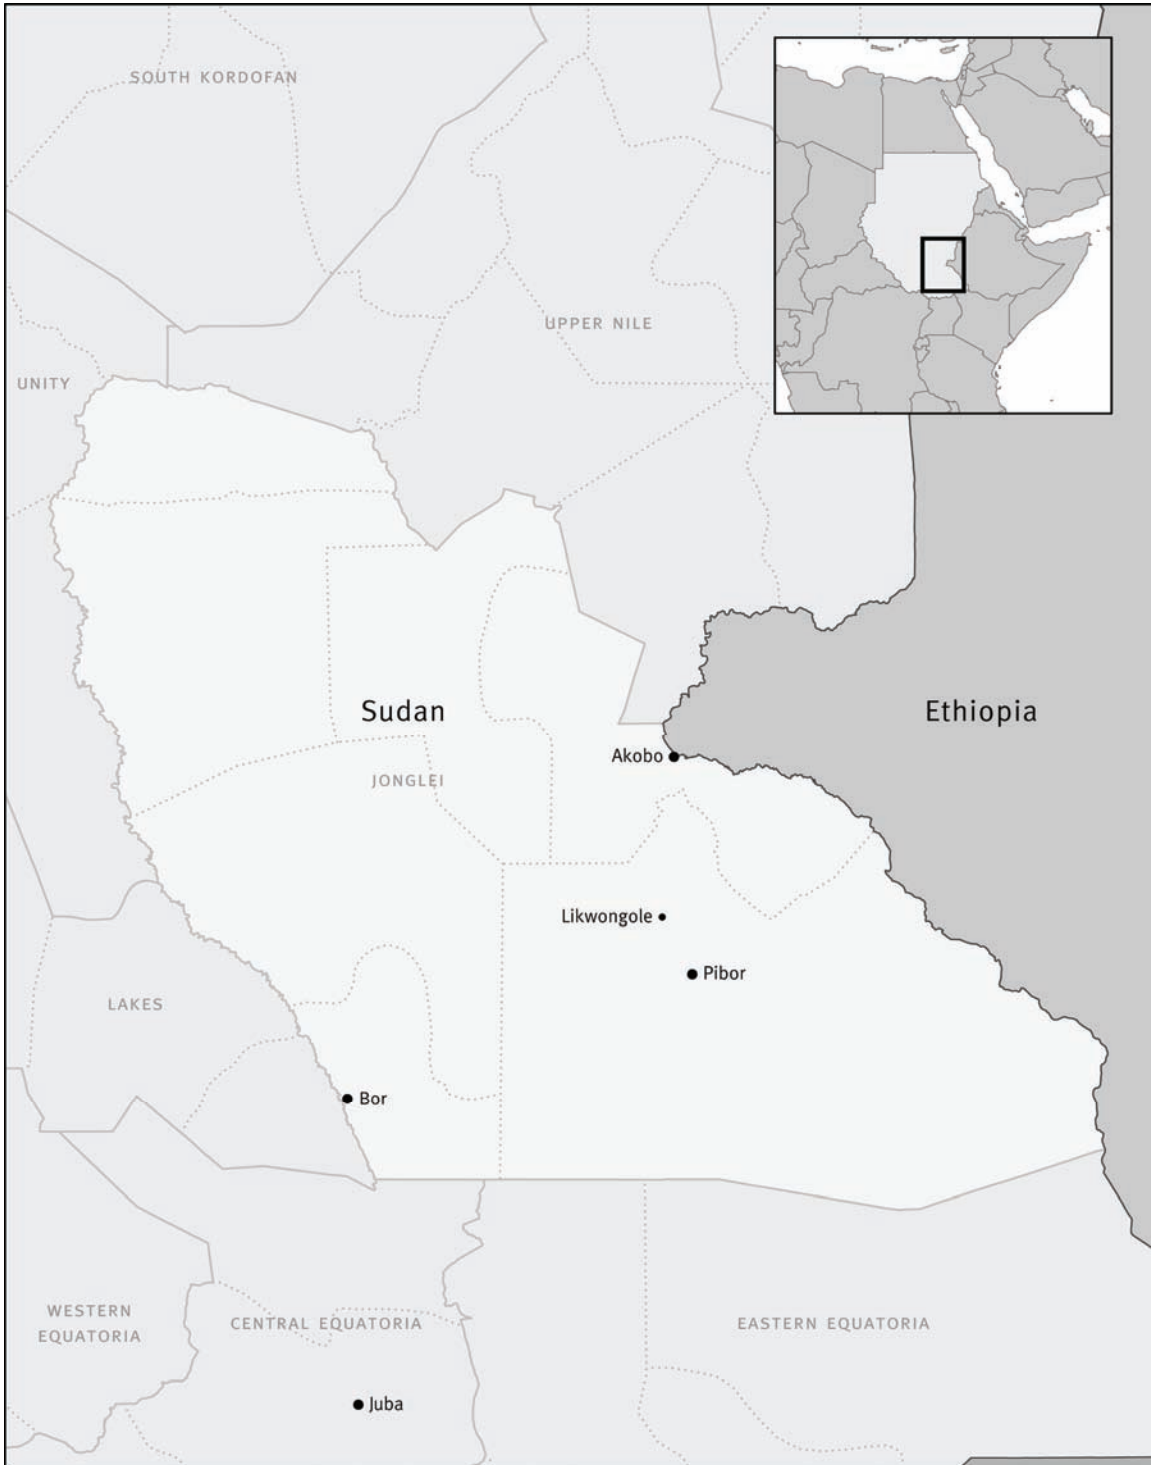 SOUTH KORDOFAN
UPPER NILE
UNITY
Sudan
Ethiopia
Akobo
JONGLEI
Likwongole
Pibor
LAKES
Bor
WESTERN
EQUATORIA
CENTRAL EQUATORIA
EASTERN EQUATORIA
Juba